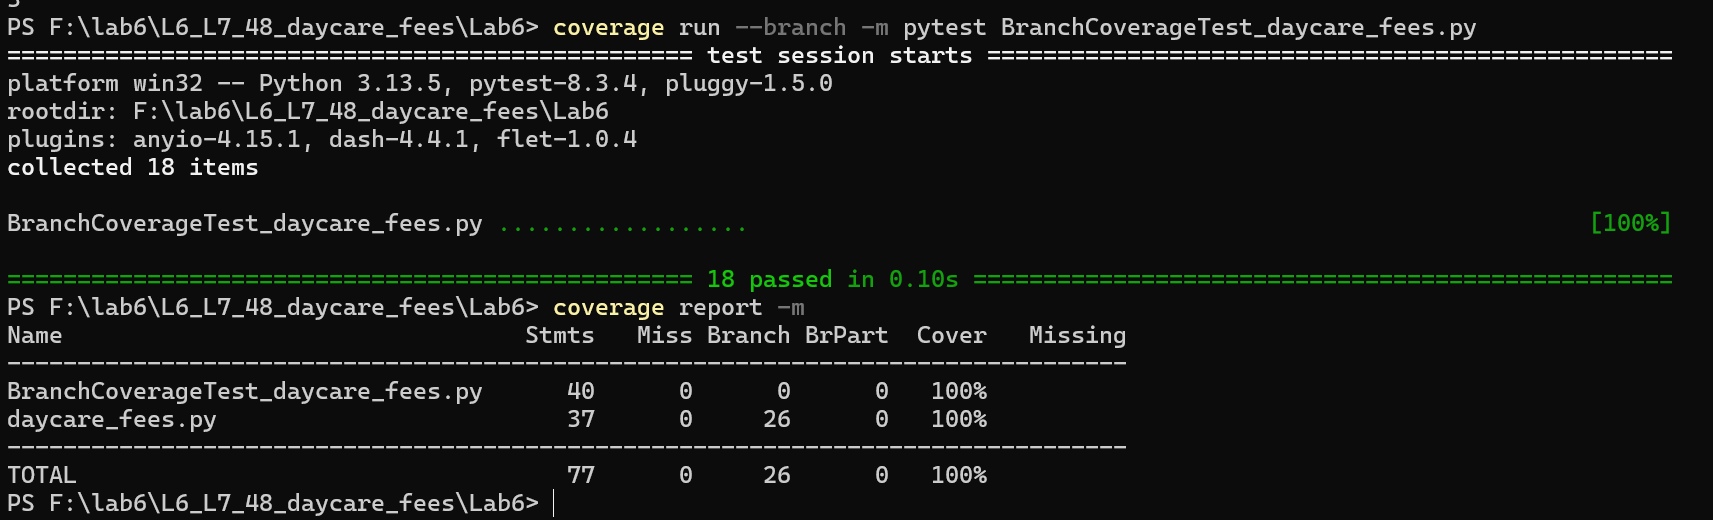 PS F:\lab6\L6_L7_48_daycare_fees\Lab6> coverage run --branch -m pytest BranchCoverageTest_daycare_fees.py
================================================= test session starts =================================================
platform win32 -- Python 3.13.5, pytest-8.3.4, pluggy-1.5.0
rootdir: F:\lab6\L6_L7_48_daycare_fees\Lab6
plugins: anyio-4.15.1, dash-4.4.1, flet-1.0.4
collected 18 items
BranchCoverageTest_daycare_fees.py .................. [100%]
================================================= 18 passed in 0.10s ==================================================
PS F:\lab6\L6_L7_48_daycare_fees\Lab6> coverage report -m
Name                                 Stmts   Miss Branch BrPart  Cover   Missing
--------------------------------------------------------------------------------
BranchCoverageTest_daycare_fees.py      40      0      0      0   100%
daycare_fees.py                         37      0     26      0   100%
--------------------------------------------------------------------------------
TOTAL                                   77      0     26      0   100%
PS F:\lab6\L6_L7_48_daycare_fees\Lab6>